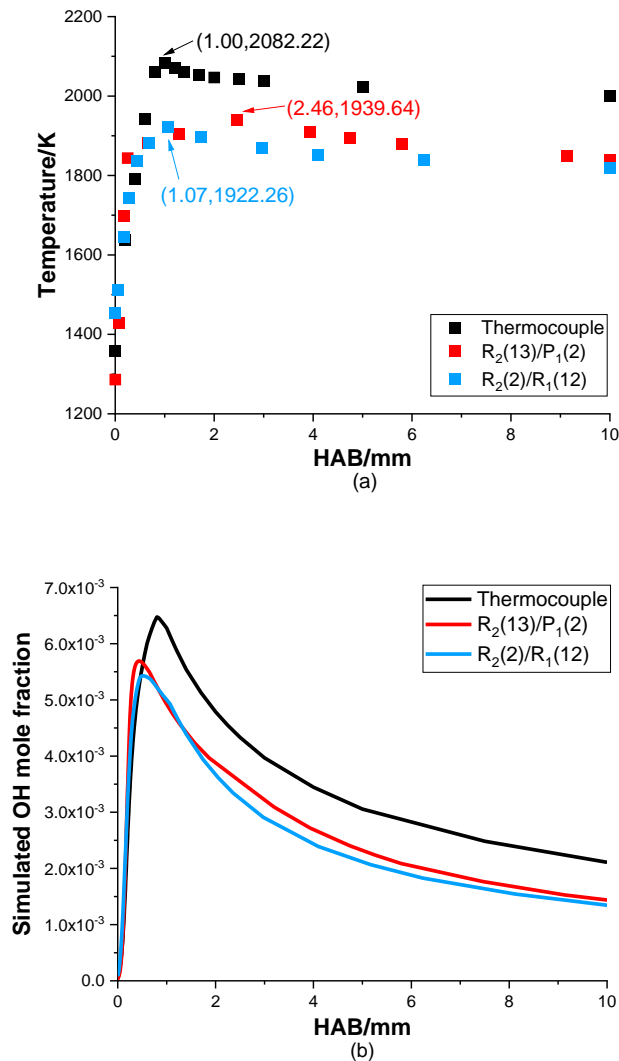 2200
2000
1800
1600
1400
1200
Temperature/K
(1.00,2082.22)
(2.46,1939.64)
(1.07,1922.26)
Thermocouple
R₂(13)/P₁(2)
R₂(2)/R₁(12)
0 2 4 6 8 10
HAB/mm
(a)
7.0x10⁻³
6.0x10⁻³
5.0x10⁻³
4.0x10⁻³
3.0x10⁻³
2.0x10⁻³
1.0x10⁻³
0.0
Simulated OH mole fraction
Thermocouple
R₂(13)/P₁(2)
R₂(2)/R₁(12)
0 2 4 6 8 10
HAB/mm
(b)